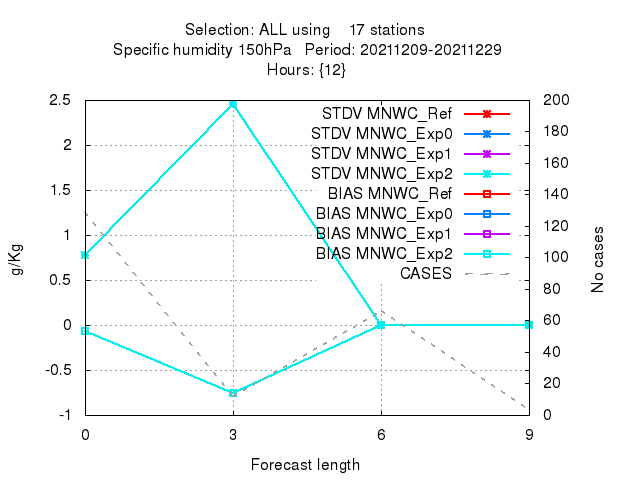 Selection: ALL using    17 stations
Specific humidity 150hPa   Period: 20211209-20211229
Hours: {12}
2.5
2
1.5
1
0.5
0
-0.5
-1
g/Kg
STDV MNWC_Ref
STDV MNWC_Exp0
STDV MNWC_Exp1
STDV MNWC_Exp2
BIAS MNWC_Ref
BIAS MNWC_Exp0
BIAS MNWC_Exp1
BIAS MNWC_Exp2
CASES
200
180
160
140
120
100
80
60
40
20
0
No cases
0 3 6 9
Forecast length